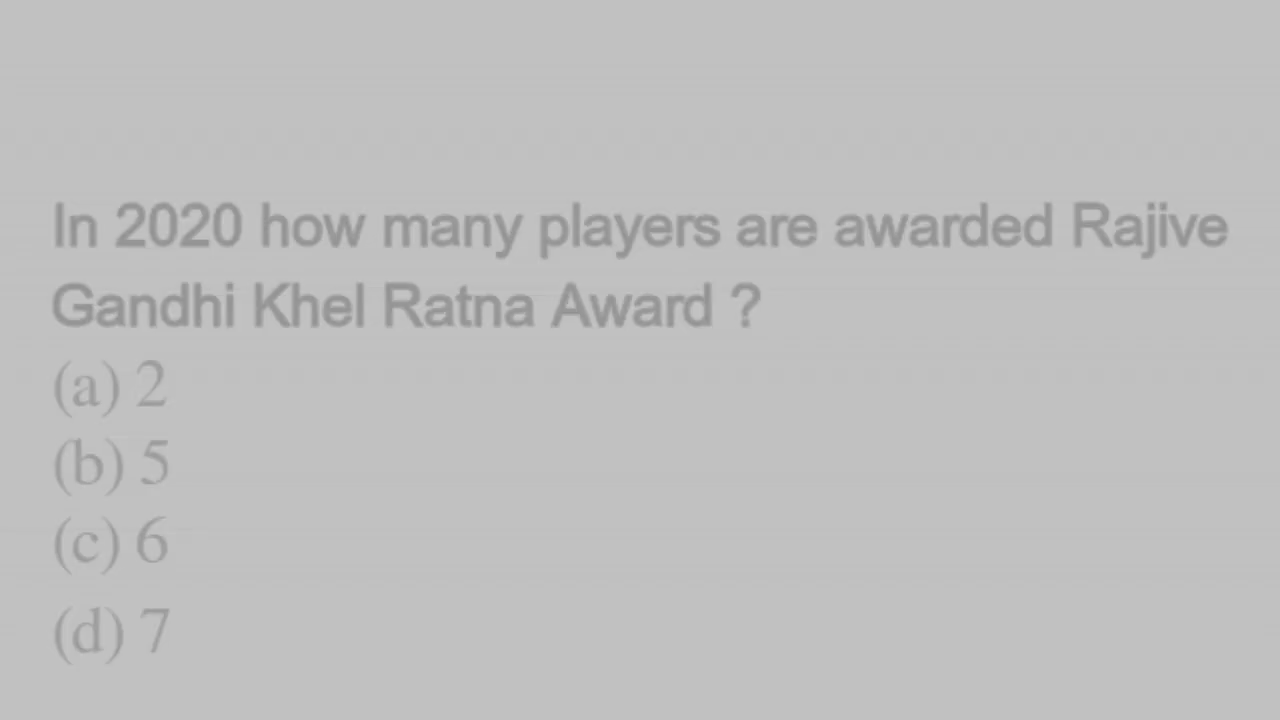 In 2020 how many players are awarded Rajive
Gandhi Khel Ratna Award ?
(a) 2
(b) 5
(c) 6
(d) 7